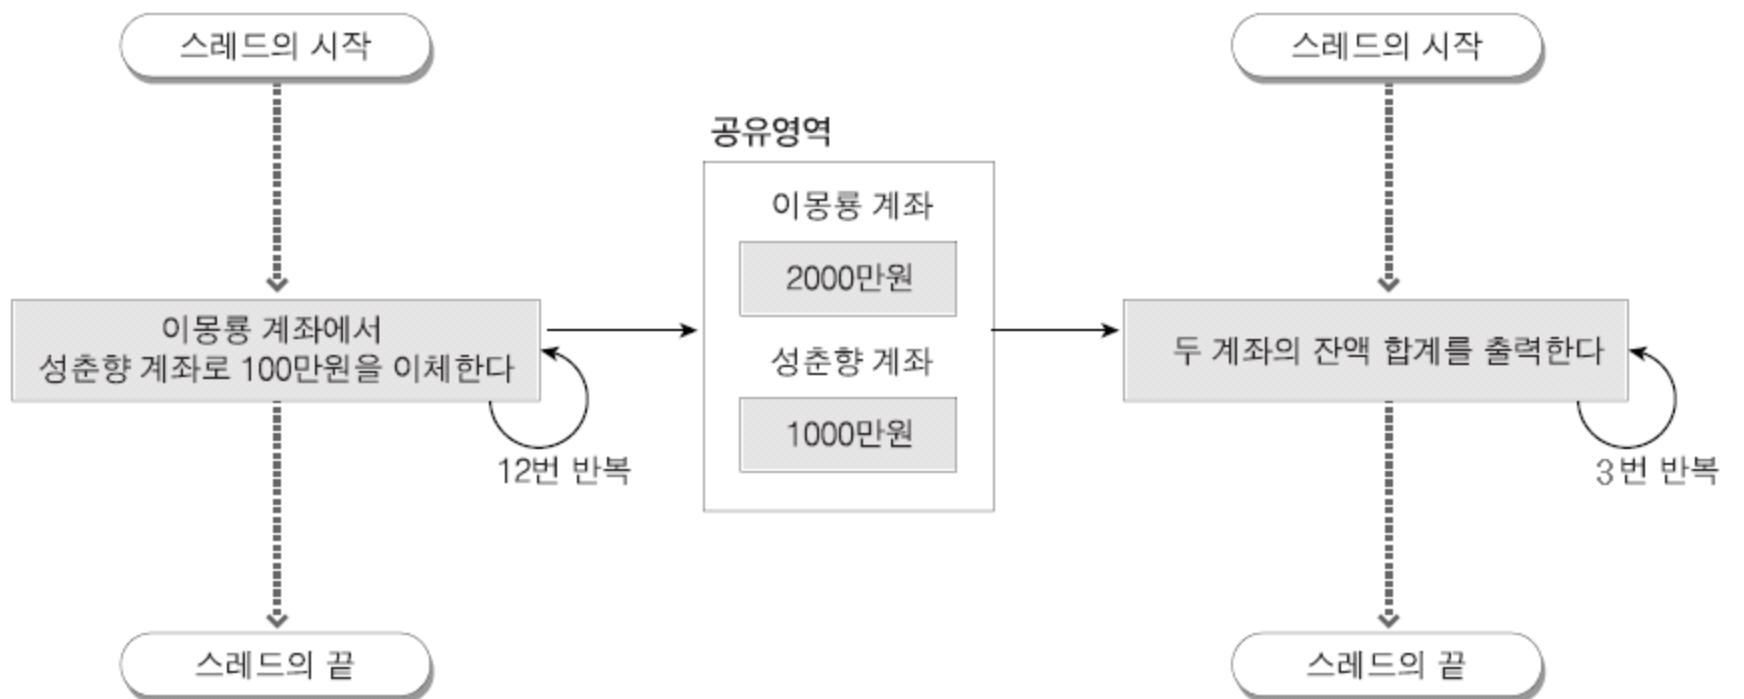 스레드의 시작
이몽룡 계좌에서
성춘향 계좌로 100만원을 이체한다
12번 반복
스레드의 끝
공유영역
이몽룡 계좌
2000만원
성춘향 계좌
1000만원
스레드의 시작
두 계좌의 잔액 합계를 출력한다
3번 반복
스레드의 끝